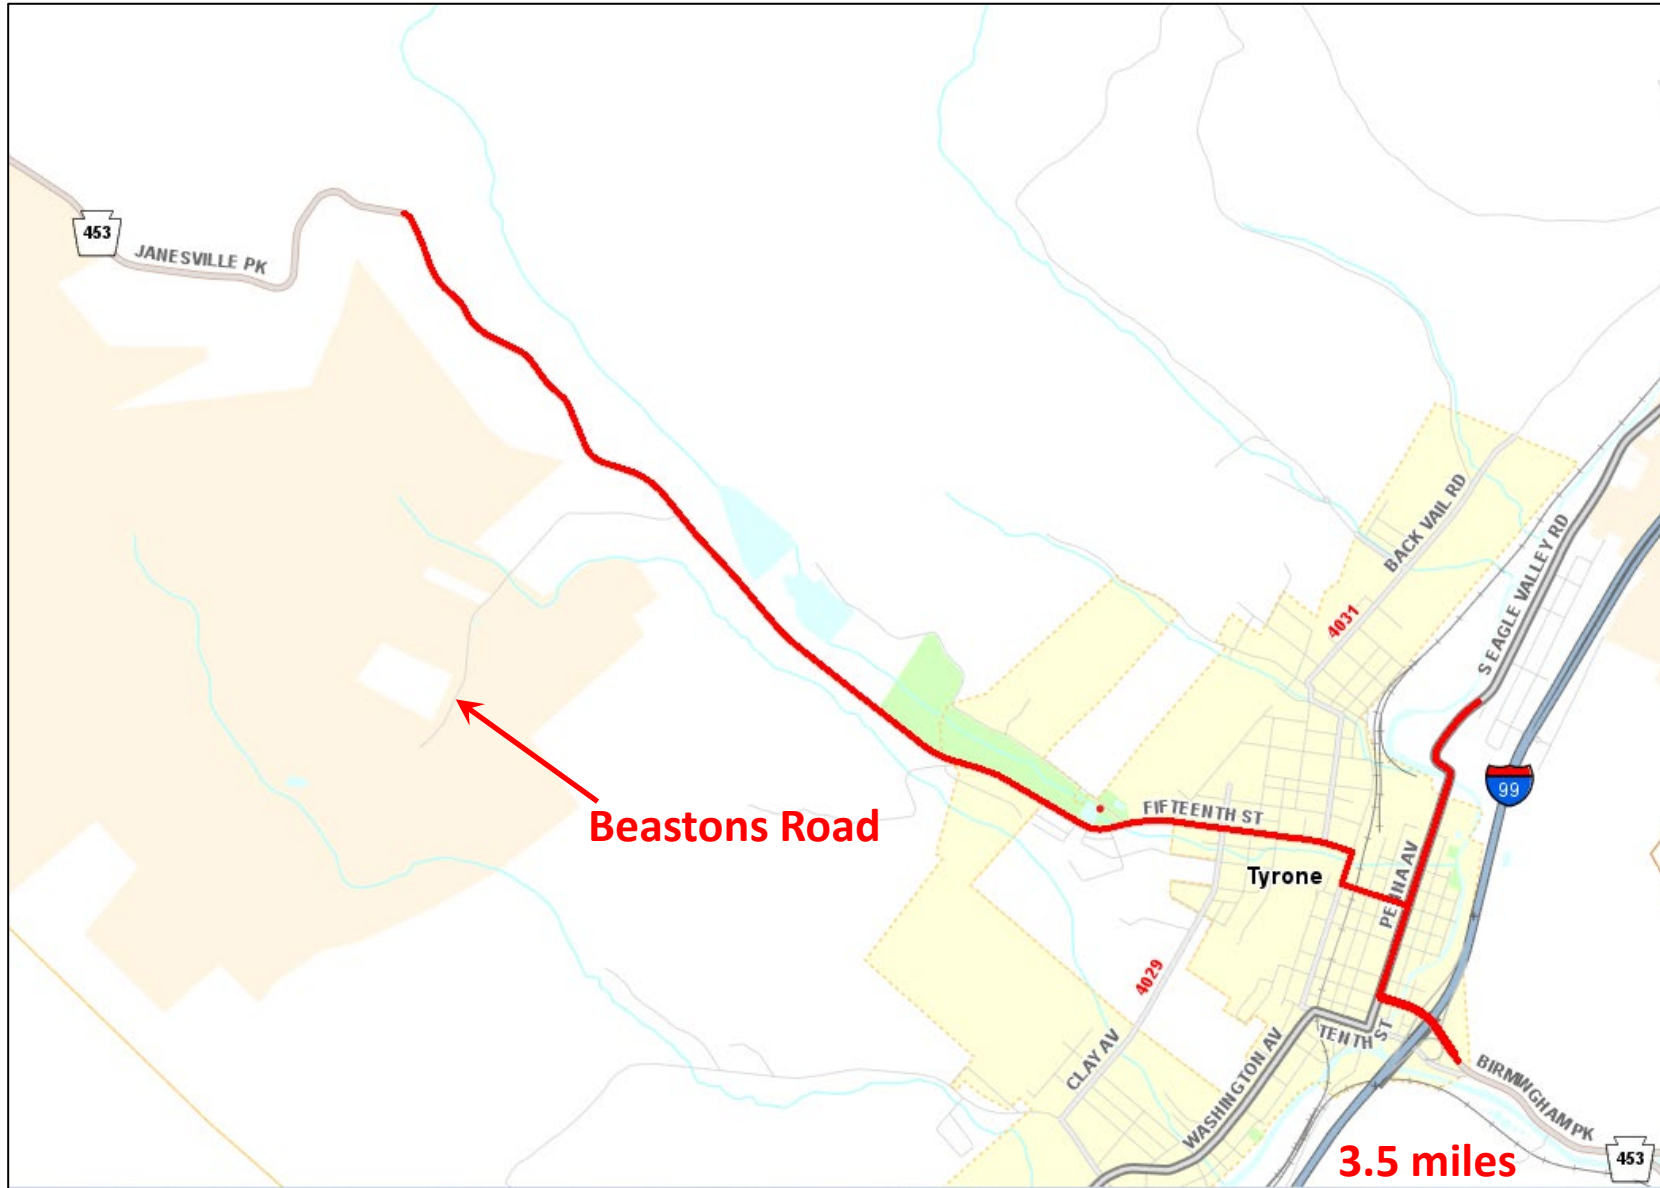 453
JANESVILLE PK
BACK VAIL RD
S EAGLE VALLEY RD
4031
99
Beastons Road
FIFTEENTH ST
Tyrone
PENNA AV
4029
TENTH ST
CLAY AV
WASHINGTON AV
BIRMINGHAM PK
3.5 miles
453